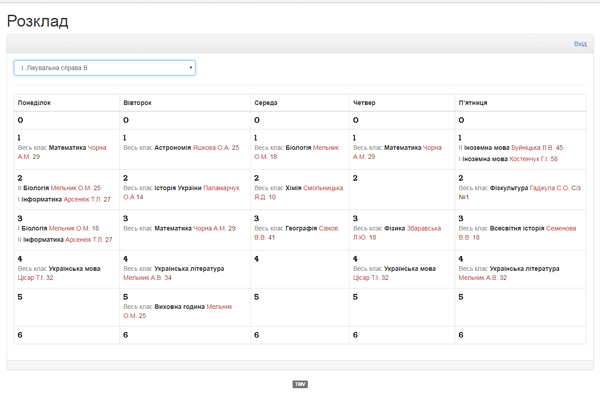 Розклад
Вхід
І. Лікувальна справа В
Понеділок Вівторок Середа Четвер П'ятниця
0 0 0 0 0
1 1 1 1 1
Весь клас Математика Чорна А.М. 29
Весь клас Астрономія Яшкова О.А. 25
Весь клас Біологія Мельник О.М. 18
Весь клас Математика Чорна А.М. 29
ІІ Іноземна мова Буйніцька Л.В. 45
І Іноземна мова Костенчук Г.І. 58
2 2 2 2 2
ІІ Біологія Мельник О.М. 25
І Інформатика Арсенюк Т.Л. 27
Весь клас Історія України Паламарчук О.А 14
Весь клас Хімія Смольницька Я.Д. 10
Весь клас Фізкультура Гаджула С.О. С/з №1
3 3 3 3 3
І Біологія Мельник О.М. 18
ІІ Інформатика Арсенюк Т.Л. 27
Весь клас Математика Чорна А.М. 29
Весь клас Географія Сівков В.В. 41
Весь клас Фізика Збаравська Л.Ю. 18
Весь клас Всесвітня історія Семенова В.В. 18
4 4 4 4 4
Весь клас Українська мова Цісар Т.І. 32
Весь клас Українська література Мельник А.В. 34
Весь клас Українська мова Цісар Т.І. 32
Весь клас Українська література Мельник А.В. 32
5 5 5 5 5
Весь клас Виховна година Мельник О.М. 25
6 6 6 6 6
TMV